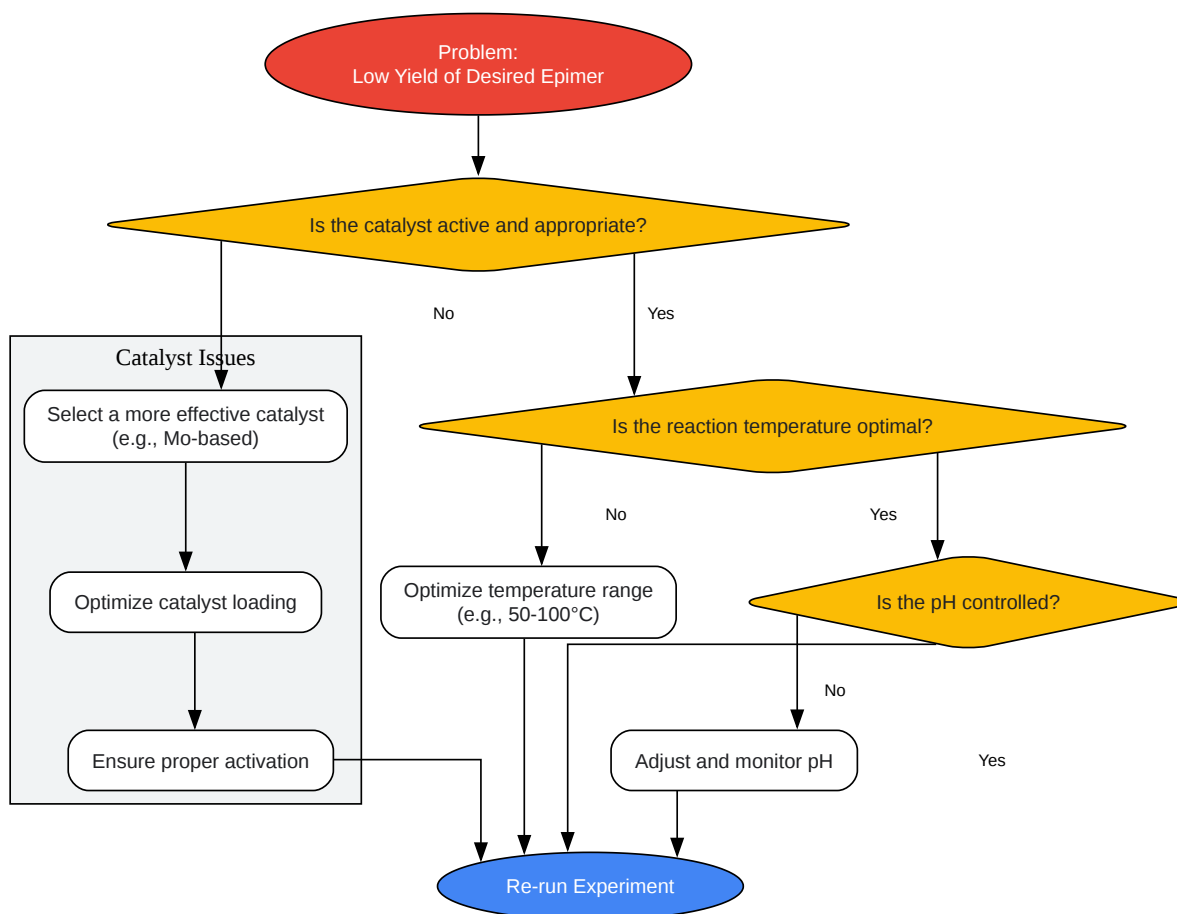 Problem:
Low Yield of Desired Epimer
Is the catalyst active and appropriate?
No
Yes
Catalyst Issues
Select a more effective catalyst
(e.g., Mo-based)
Is the reaction temperature optimal?
No
Yes
Optimize catalyst loading
Optimize temperature range
(e.g., 50-100°C)
Is the pH controlled?
No
Yes
Ensure proper activation
Adjust and monitor pH
Re-run Experiment